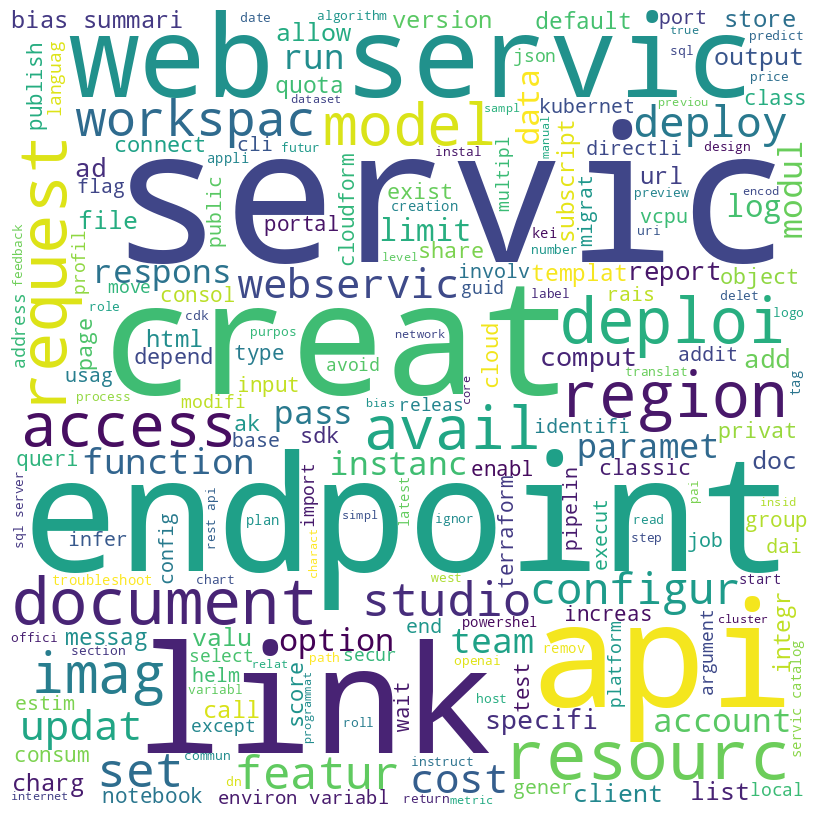 bias summari
date
algorithm
version
default
port
store
web servic
allow
true
predict
languag
publish
run
json
sql
output
quota
price
dataset
workspac
model
data
kubernet
class
sampl
previou
deploy
connect
cli
appli
futur
instal
multipl
manual
subscript
directli
design
servic
ad
flag
request
public
cloudform
exist
creation
limit
portal
migrat
url
preview
encod
vcpu
uri
log
modul
file
profil
respons
share
level
kei
number
webservic
involv
guid
templat
report
object
label
rais
delet
feedback
address
page
move
role
consol
cdk
html
type
purpos
network
creat
cloud
deploi
logo
depend
avoid
comput
addit
add
usag
input
translat
process
modifi
bias
releas
core
region
tag
access
ak
base
pass
sdk
avail
identifi
paramet
privat
queri
function
instanc
enabl
classic
doc
sql server
infer
config
rest api
plan
import
simpl
latest
ignor
terraform
pipelin
execut
read
step
pai
job
insid
group
dai
endpoint
troubleshoot
chart
charact
west
document
studio
configur
start
messag
valu
option
end
powershel
increas
cluster
offici
section
select
relat
path
secur
team
openai
remov
argument
integr
imag
helm
variabl
link
api
platform
servic catalog
estim
score
programmat
wait
test
host
updat
call
except
roll
specifi
account
consum
set
commun
dn
instruct
resourc
charg
featur
cost
internet
notebook
environ variabl
return
metric
gener
client
list
local